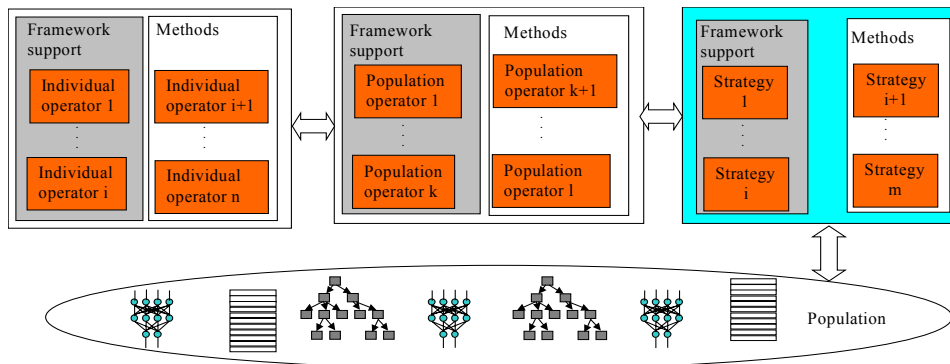 Framework
support
Individual
operator 1
Individual
operator i
Methods
Individual
operator i+1
Individual
operator n
Framework
support
Population
operator 1
Population
operator k
Methods
Population
operator k+1
Population
operator l
Framework
support
Strategy
1
Strategy
i
Methods
Strategy
i+1
Strategy
m
Population